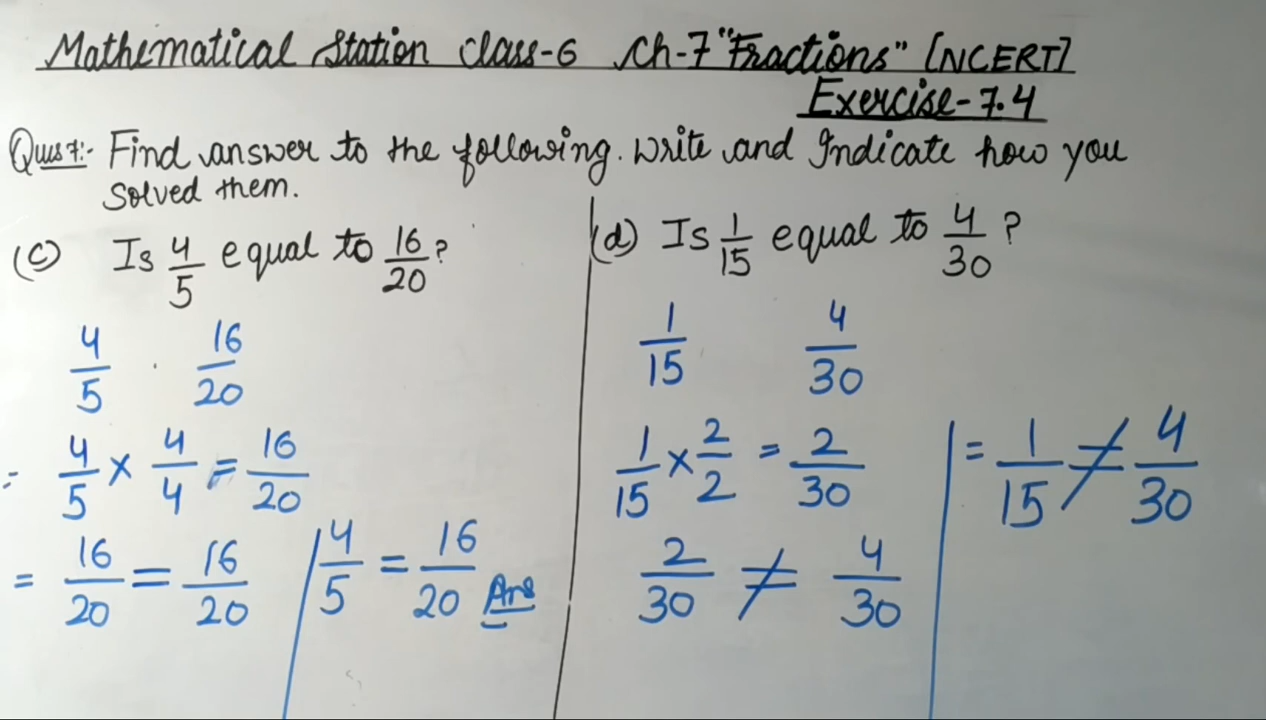 Mathematical Station Class-6 Ch-7 "Fractions" [NCERT]
Exercise-7.4
Ques 7:- Find answer to the following. Write and Indicate how you
solved them.
(c) Is 4/5 equal to 16/20?
4/5 16/20
= 4/5 × 4/4 = 16/20
= 16/20 = 16/20
4/5 = 16/20 Ans
(d) Is 1/15 equal to 4/30?
1/15 4/30
1/15 × 2/2 = 2/30
2/30 ≠ 4/30
= 1/15 ≠ 4/30